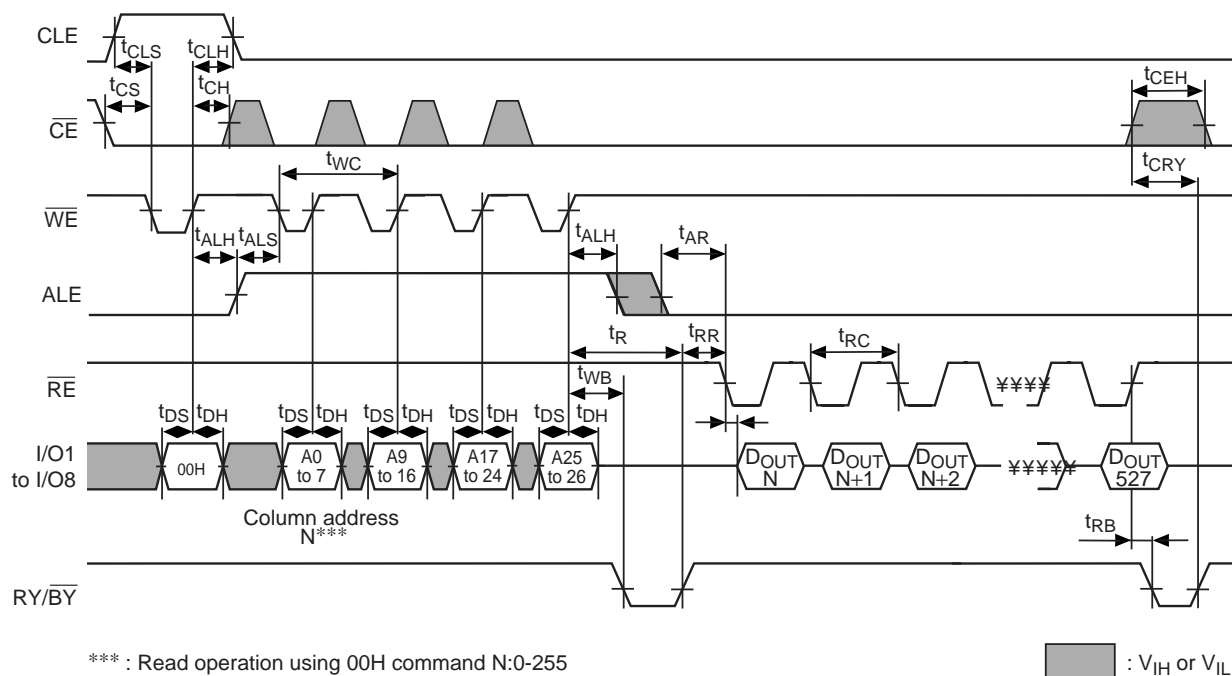 CLE
tCLS
tCLH
tCS
tCH
tCEH
CE
tWC
tCRY
WE
tALH
tALS
tALH
tAR
ALE
tR
tRR
tRC
RE
tWB
¥¥¥¥
tDS
tDH
tDS
tDH
tDS
tDH
tDS
tDH
tDS
tDH
I/O1
to I/O8
00H
A0
to 7
A9
to 16
A17
to 24
A25
to 26
DOUT
N
DOUT
N+1
DOUT
N+2
¥¥¥¥¥
DOUT
527
Column address
N***
tRB
RY/BY
*** : Read operation using 00H command N:0-255
: VIH or VIL